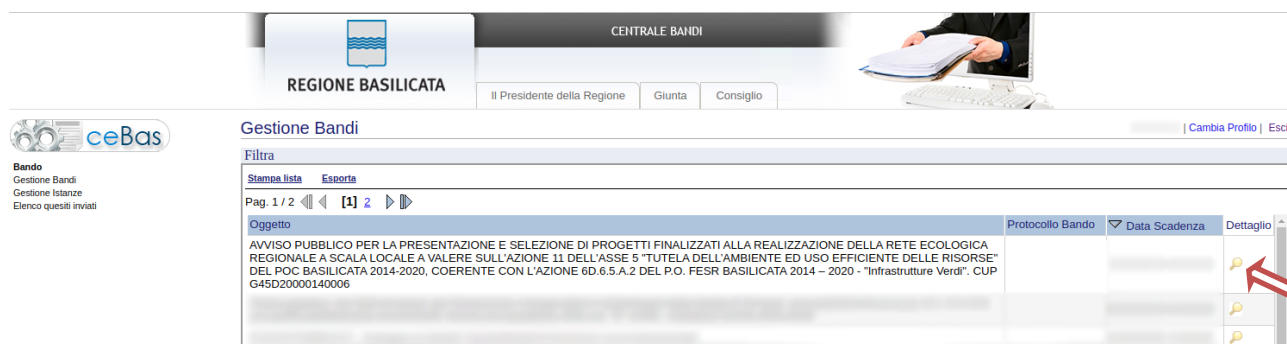 CENTRALE BANDI
REGIONE BASILICATA
Il Presidente della Regione Giunta Consiglio
ceBas
Gestione Bandi
| Cambia Profilo | Esci
Bando
Gestione Bandi
Gestione Istanze
Elenco quesiti inviati
Filtra
Stampa lista Esporta
Pag. 1 / 2 [1] 2
Oggetto Protocollo Bando Data Scadenza Dettaglio
AVVISO PUBBLICO PER LA PRESENTAZIONE E SELEZIONE DI PROGETTI FINALIZZATI ALLA REALIZZAZIONE DELLA RETE ECOLOGICA
REGIONALE A SCALA LOCALE A VALERE SULL'AZIONE 11 DELL'ASSE 5 "TUTELA DELL'AMBIENTE ED USO EFFICIENTE DELLE RISORSE"
DEL POC BASILICATA 2014-2020, COERENTE CON L'AZIONE 6D.6.5.A.2 DEL P.O. FESR BASILICATA 2014 – 2020 - "Infrastrutture Verdi". CUP
G45D20000140006